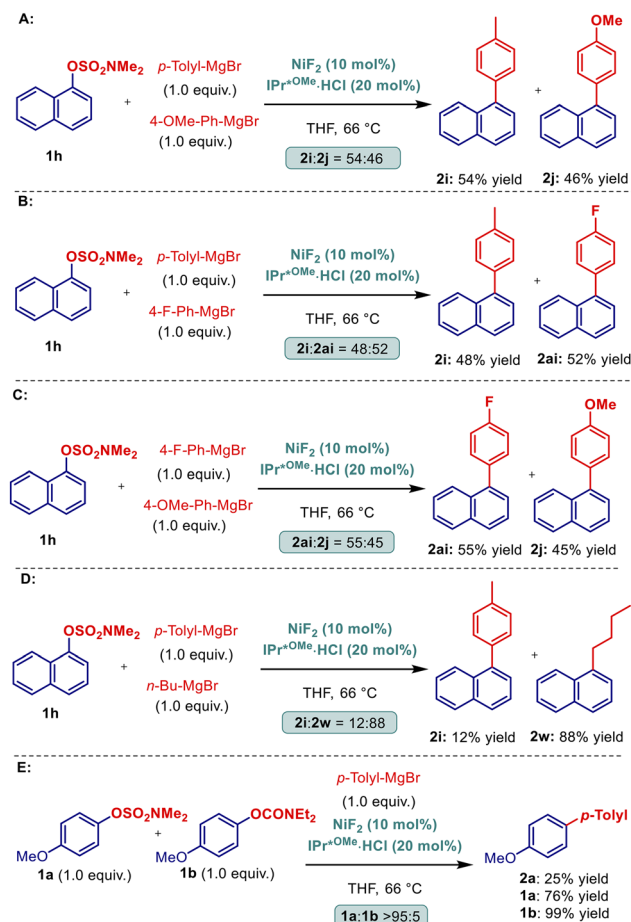 A:
OSO2NMe2
p-Tolyl-MgBr
(1.0 equiv.)
+
4-OMe-Ph-MgBr
(1.0 equiv.)
1h
NiF2 (10 mol%)
IPr*OMe.HCl (20 mol%)
THF, 66 °C
2i:2j = 54:46
+
OMe
2i: 54% yield
2j: 46% yield
B:
OSO2NMe2
p-Tolyl-MgBr
(1.0 equiv.)
+
4-F-Ph-MgBr
(1.0 equiv.)
1h
NiF2 (10 mol%)
IPr*OMe.HCl (20 mol%)
THF, 66 °C
2i:2ai = 48:52
+
F
2i: 48% yield
2ai: 52% yield
C:
OSO2NMe2
4-F-Ph-MgBr
(1.0 equiv.)
+
4-OMe-Ph-MgBr
(1.0 equiv.)
1h
NiF2 (10 mol%)
IPr*OMe.HCl (20 mol%)
THF, 66 °C
2ai:2j = 55:45
F
+
OMe
2ai: 55% yield
2j: 45% yield
D:
OSO2NMe2
p-Tolyl-MgBr
(1.0 equiv.)
+
n-Bu-MgBr
(1.0 equiv.)
1h
NiF2 (10 mol%)
IPr*OMe.HCl (20 mol%)
THF, 66 °C
2i:2w = 12:88
+
2i: 12% yield
2w: 88% yield
E:
OSO2NMe2
MeO
1a (1.0 equiv.)
+
OCONEt2
MeO
1b (1.0 equiv.)
p-Tolyl-MgBr
(1.0 equiv.)
NiF2 (10 mol%)
IPr*OMe.HCl (20 mol%)
THF, 66 °C
1a:1b >95:5
p-Tolyl
MeO
2a: 25% yield
1a: 76% yield
1b: 99% yield